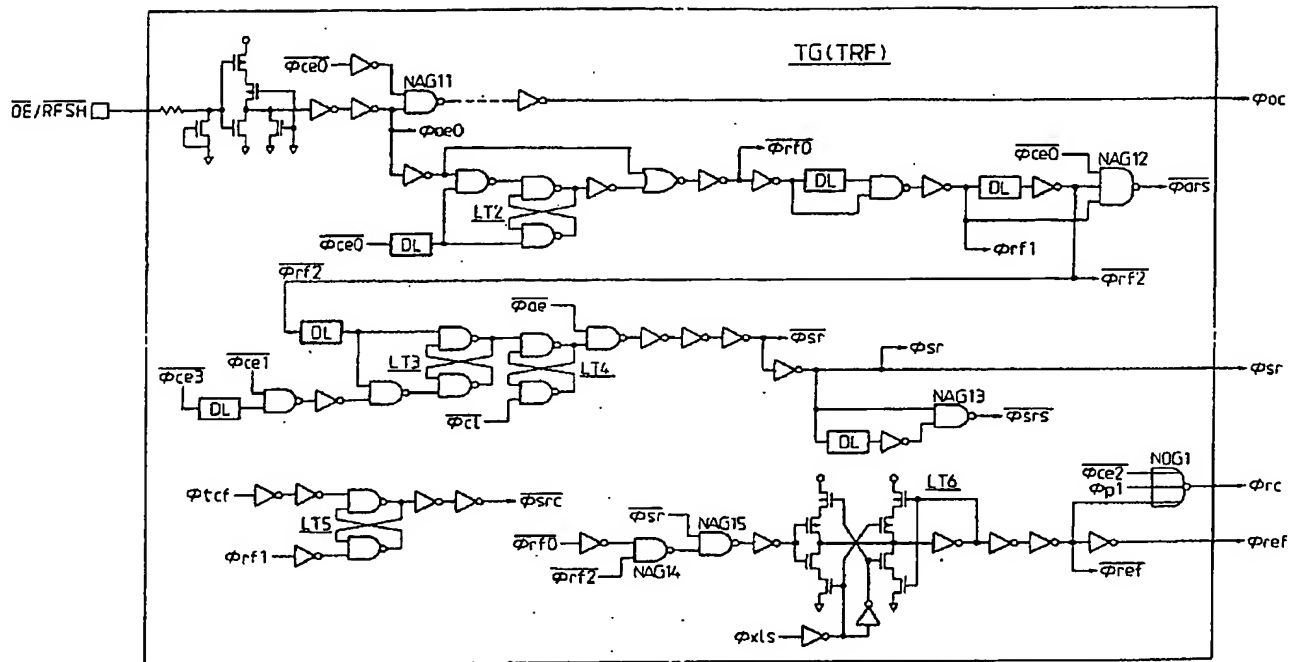 TG(TRF)
φce0
NAG11
OE/RFSH
φoc
φoe0
φrf0
φce0
NAG12
DL
DL
φars
LT2
φce0
DL
φrf1
φrf2
φrf2
φoe
DL
φsr
φsr
φce1
LT3
LT4
φsr
φce3
DL
φcl
NAG13
φsrs
DL
φce2
NOG1
φtcf
φsrc
LT6
φp1
φrc
φsr
NAG15
LT5
φrf0
φref
φrf1
φrf2
NAG14
φref
φxls